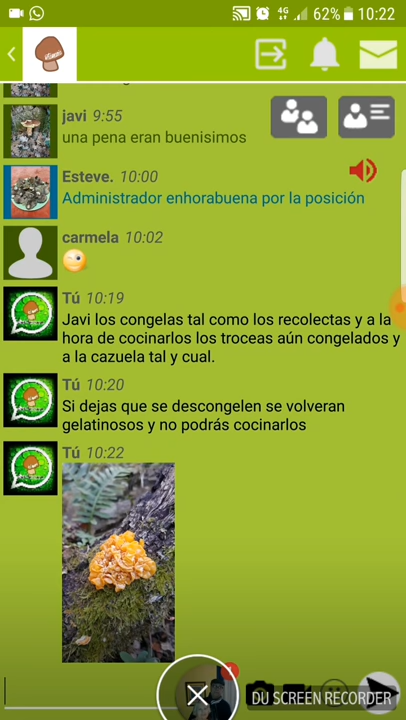 4G 62% 10:22
javi 9:55
una pena eran buenisimos
Esteve. 10:00
Administrador enhorabuena por la posición
carmela 10:02
Tú 10:19
Javi los congelas tal como los recolectas y a la
hora de cocinarlos los troceas aún congelados y
a la cazuela tal y cual.
Tú 10:20
Si dejas que se descongelen se volveran
gelatinosos y no podrás cocinarlos
Tú 10:22
DU SCREEN RECORDER